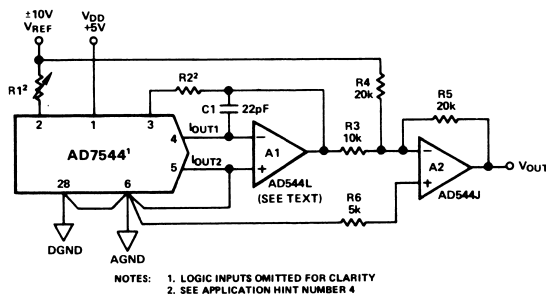 ±10V
VREF
VDD
+5V
R1²
R2²
C1
22pF
R4
20k
R5
20k
2
1
3
4
IOUT1
R3
10k
A1
A2
AD7544¹
5
IOUT2
VOUT
AD544L
(SEE TEXT)
AD544J
28
6
R6
5k
DGND
AGND
NOTES: 1. LOGIC INPUTS OMITTED FOR CLARITY
2. SEE APPLICATION HINT NUMBER 4